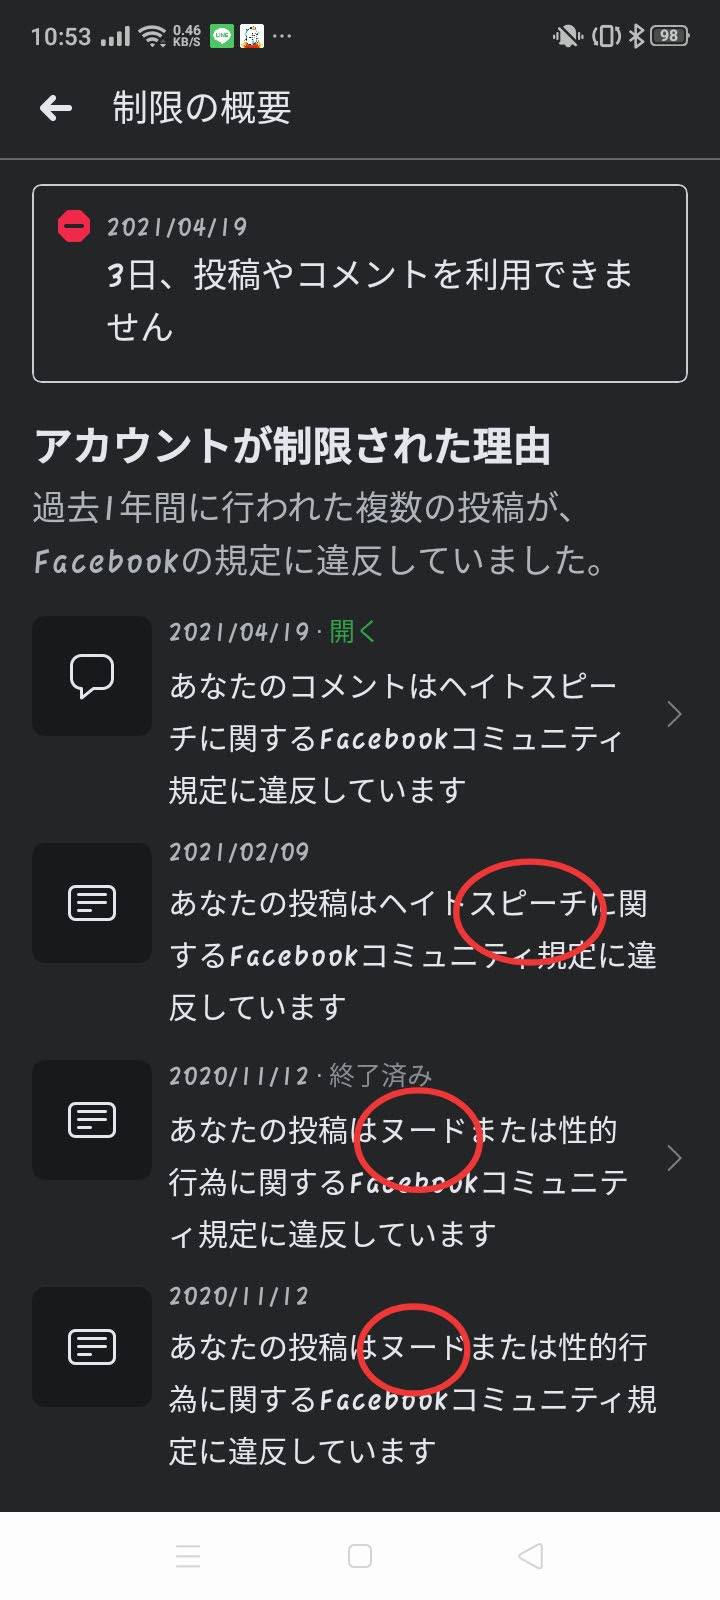 10:53 0.46 KB/S LINE ... 98
制限の概要
2021/04/19
3日、投稿やコメントを利用できま
せん
アカウントが制限された理由
過去1年間に行われた複数の投稿が、
Facebookの規定に違反していました。
2021/04/19 · 開く
あなたのコメントはヘイトスピー
チに関するFacebookコミュニティ
規定に違反しています
2021/02/09
あなたの投稿はヘイトスピーチに関
するFacebookコミュニティ規定に違
反しています
2020/11/12 · 終了済み
あなたの投稿はヌードまたは性的
行為に関するFacebookコミュニテ
ィ規定に違反しています
2020/11/12
あなたの投稿はヌードまたは性的行
為に関するFacebookコミュニティ規
定に違反しています